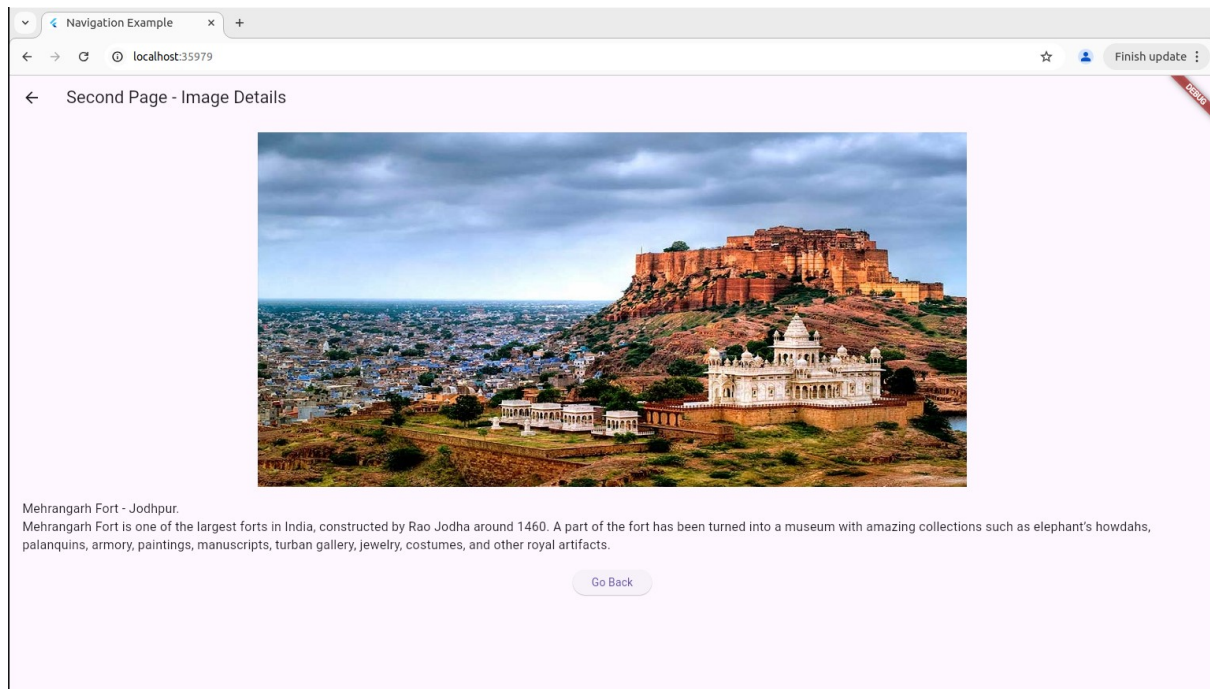 Navigation Example
localhost:35979
Finish update
Second Page - Image Details
DEBUG
Mehrangarh Fort - Jodhpur.
Mehrangarh Fort is one of the largest forts in India, constructed by Rao Jodha around 1460. A part of the fort has been turned into a museum with amazing collections such as elephant's howdahs,
palanquins, armory, paintings, manuscripts, turban gallery, jewelry, costumes, and other royal artifacts.
Go Back